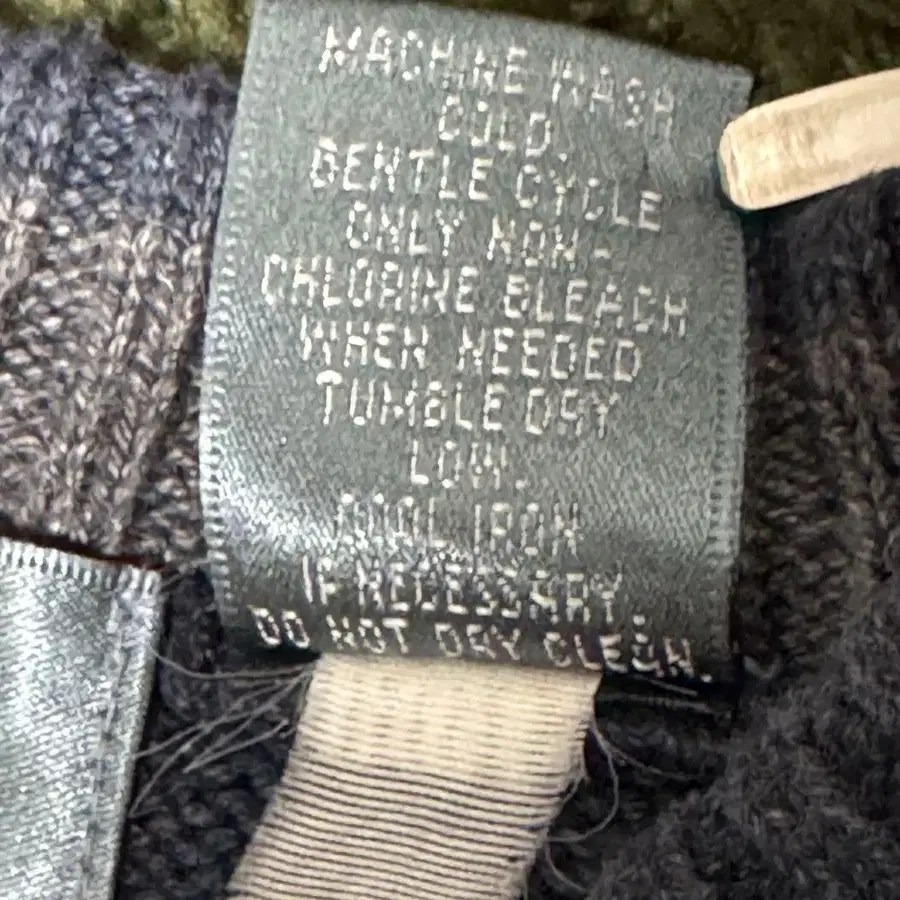 MACHINE WASH
COLD.
GENTLE CYCLE
ONLY NON-
CHLORINE BLEACH
WHEN NEEDED
TUMBLE DRY
LOW.
COOL IRON
IF NECESSARY.
DO NOT DRY CLEAN.